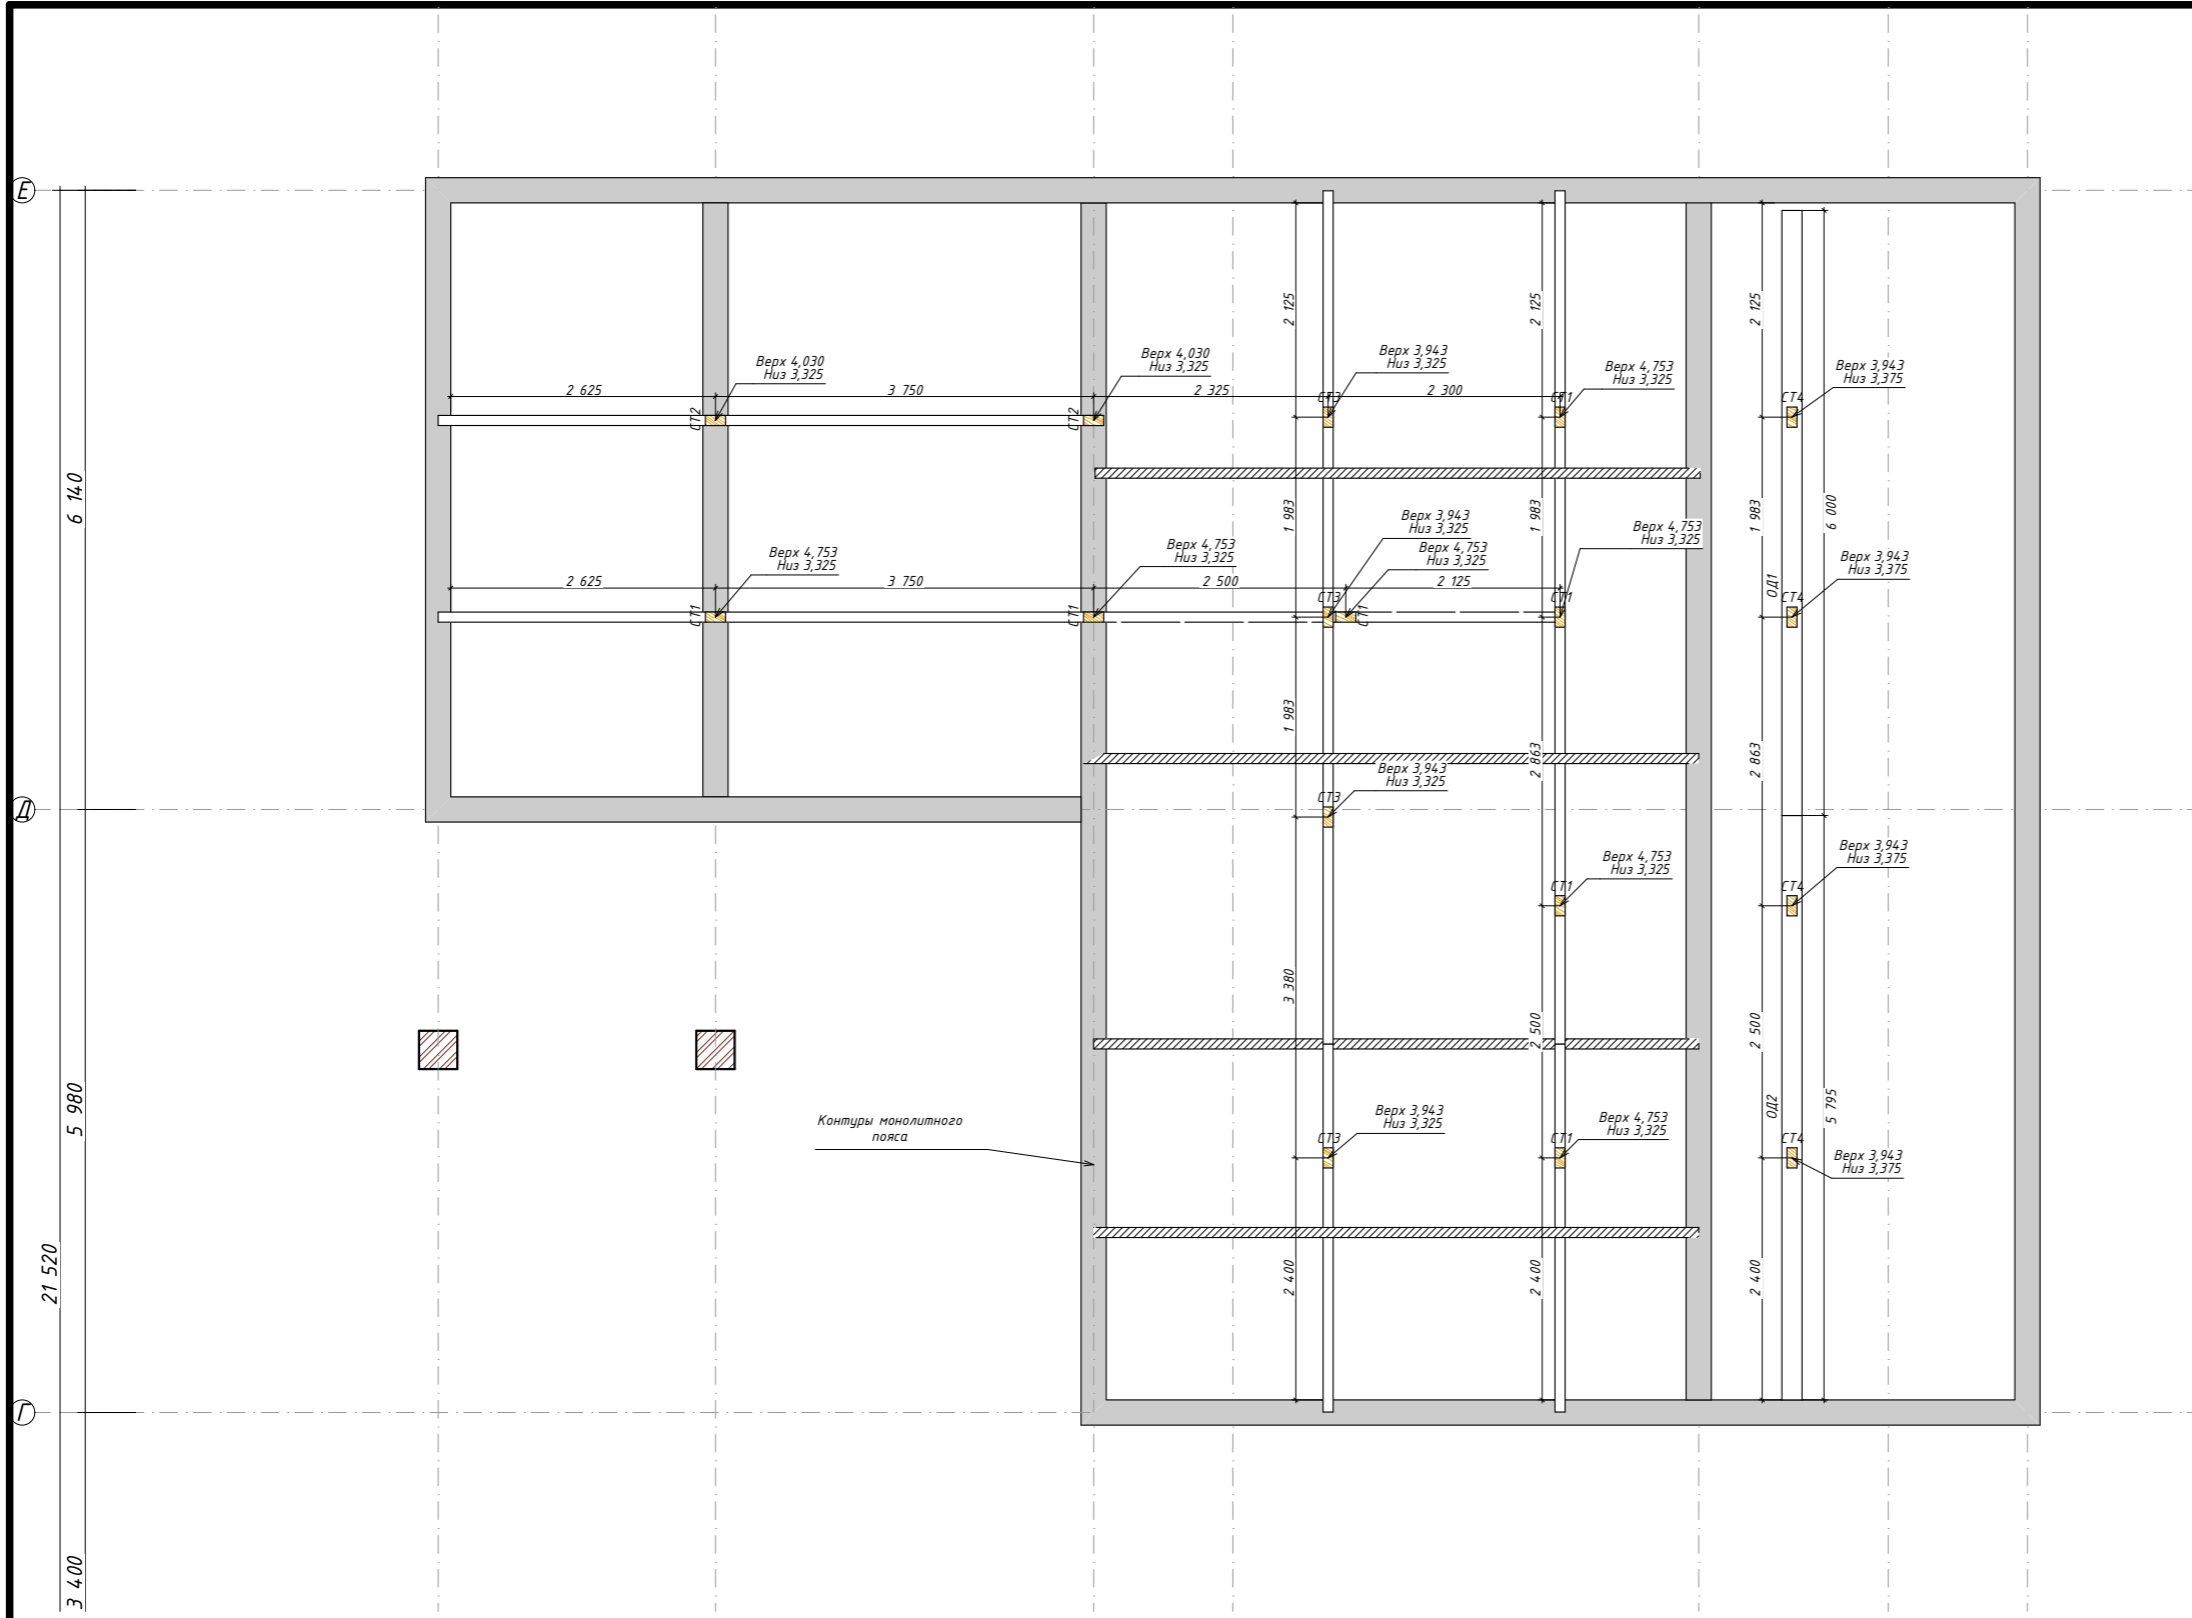 Е
Верх 3,943
Низ 3,325
Верх 4,030
Низ 3,325
Верх 4,030
Низ 3,325
Верх 4,753
Низ 3,325
Верх 3,943
Низ 3,375
2 125
2 125
2 125
2 625
3 750
2 325
2 300
СТ2
СТ2
СТ3
СТ1
СТ4
6 140
1 983
1 983
1 983
6 000
Верх 3,943
Низ 3,325
Верх 4,753
Низ 3,325
Верх 4,753
Низ 3,325
Верх 4,753
Низ 3,325
Верх 4,753
Низ 3,325
Верх 3,943
Низ 3,375
2 625
3 750
2 500
2 125
ОД1
СТ1
СТ1
СТ3
СТ1
СТ1
СТ4
1 983
2 863
2 863
Верх 3,943
Низ 3,325
СТ3
Д
Верх 4,753
Низ 3,325
Верх 3,943
Низ 3,375
СТ1
СТ4
3 380
2 500
2 500
5 980
Контуры монолитного
пояса
Верх 3,943
Низ 3,325
Верх 4,753
Низ 3,325
ОД2
5 795
СТ3
СТ1
СТ4
Верх 3,943
Низ 3,375
21 520
2 400
2 400
2 400
Г
3 400